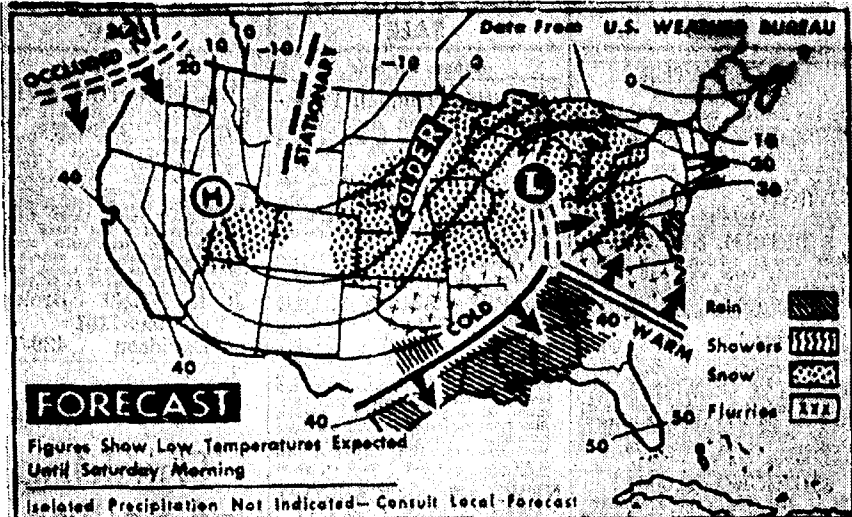 Data From U.S. WEATHER BUREAU
OCCLUDED
20
10
0
-10
STATIONARY
-10
0
0
10
20
30
COLDER
H
L
40
40
COLD
40
WARM
40
50
50
Rain
Showers
Snow
Flurries
FORECAST
Figures Show Low Temperatures Expected
Until Saturday Morning
Isolated Precipitation Not Indicated— Consult Local Forecast